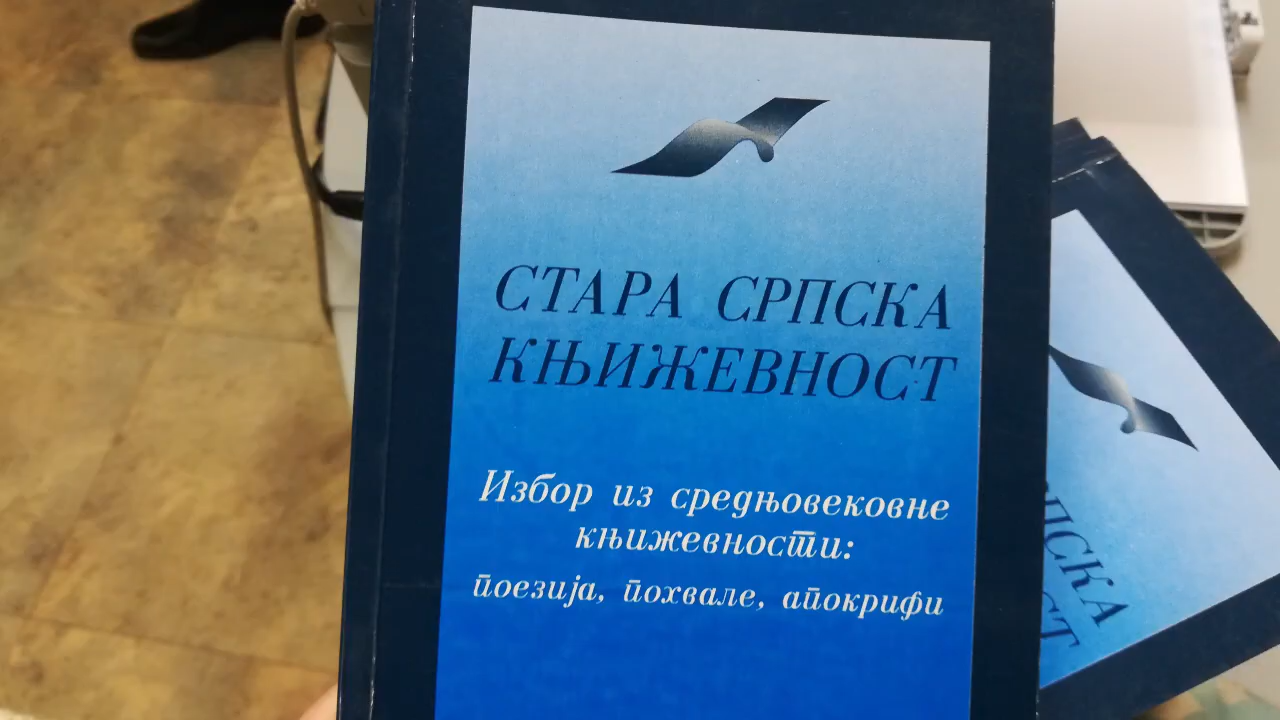 СТАРА СРПСКА
КЊИЖЕВНОСТ
Избор из средњовековне
књижевности:
поезија, похвале, апокрифи